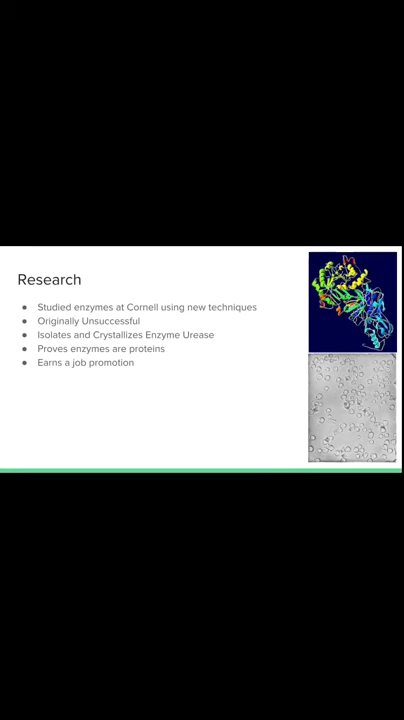 Research
● Studied enzymes at Cornell using new techniques
● Originally Unsuccessful
● Isolates and Crystallizes Enzyme Urease
● Proves enzymes are proteins
● Earns a job promotion